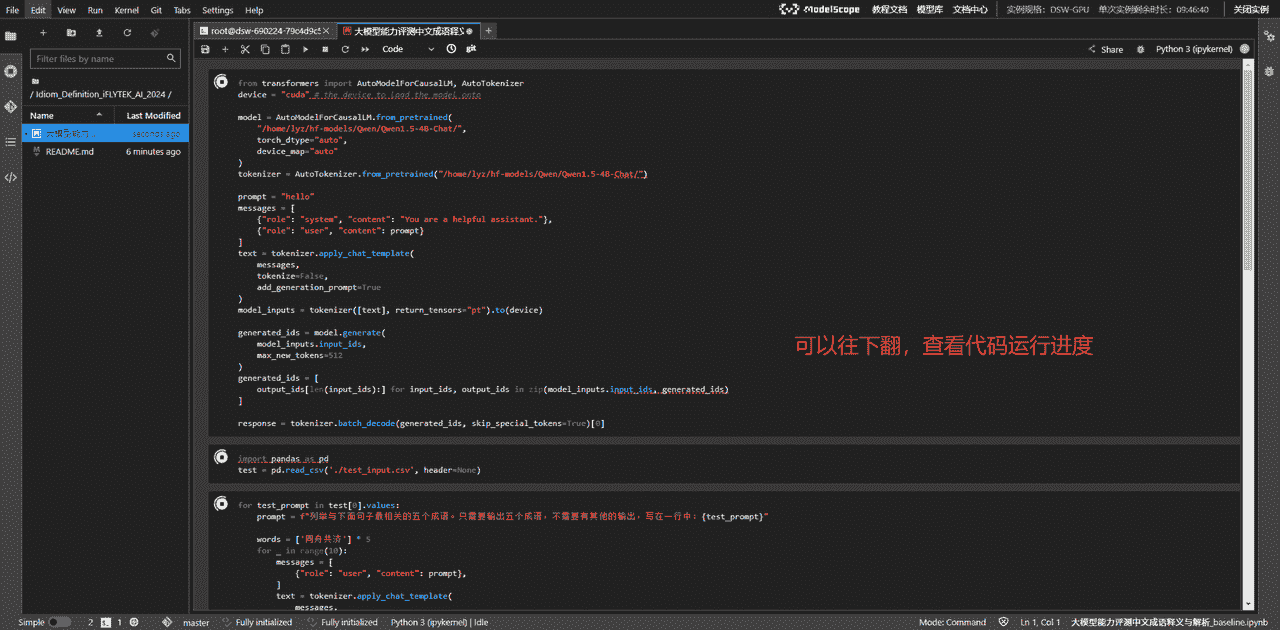 File Edit View Run Kernel Git Tabs Settings Help
ModelScope 教程文档 模型库 文档中心 实例规格：DSW-GPU 单次实例剩余时长：09:46:40 关闭实例
root@dsw-690224-79c4d9c5
大模型能力评测中文成语释义
Code
Share
Python 3 (ipykernel)
Filter files by name
/ Idiom_Definition_iFLYTEK_AI_2024 /
Name Last Modified
大模型能力... seconds ago
README.md 6 minutes ago
from transformers import AutoModelForCausalLM, AutoTokenizer
device = "cuda" # the device to load the model onto
model = AutoModelForCausalLM.from_pretrained(
"/home/lyz/hf-models/Qwen/Qwen1.5-4B-Chat/",
torch_dtype="auto",
device_map="auto"
)
tokenizer = AutoTokenizer.from_pretrained("/home/lyz/hf-models/Qwen/Qwen1.5-4B-Chat/")
prompt = "hello"
messages = [
{"role": "system", "content": "You are a helpful assistant."},
{"role": "user", "content": prompt}
]
text = tokenizer.apply_chat_template(
messages,
tokenize=False,
add_generation_prompt=True
)
model_inputs = tokenizer([text], return_tensors="pt").to(device)
generated_ids = model.generate(
model_inputs.input_ids,
max_new_tokens=512
)
generated_ids = [
output_ids[len(input_ids):] for input_ids, output_ids in zip(model_inputs.input_ids, generated_ids)
]
response = tokenizer.batch_decode(generated_ids, skip_special_tokens=True)[0]
可以往下翻，查看代码运行进度
import pandas as pd
test = pd.read_csv('./test_input.csv', header=None)
for test_prompt in test[0].values:
prompt = f"列举与下面句子最相关的五个成语。只需要输出五个成语，不需要有其他的输出，写在一行中：{test_prompt}"
words = ['同舟共济'] * 5
for _ in range(10):
messages = [
{"role": "user", "content": prompt},
]
text = tokenizer.apply_chat_template(
messages,
Simple 2 1 master Fully initialized Fully initialized Python 3 (ipykernel) | Idle Mode: Command Ln 1, Col 1 大模型能力评测中文成语释义与解析_baseline.ipynb